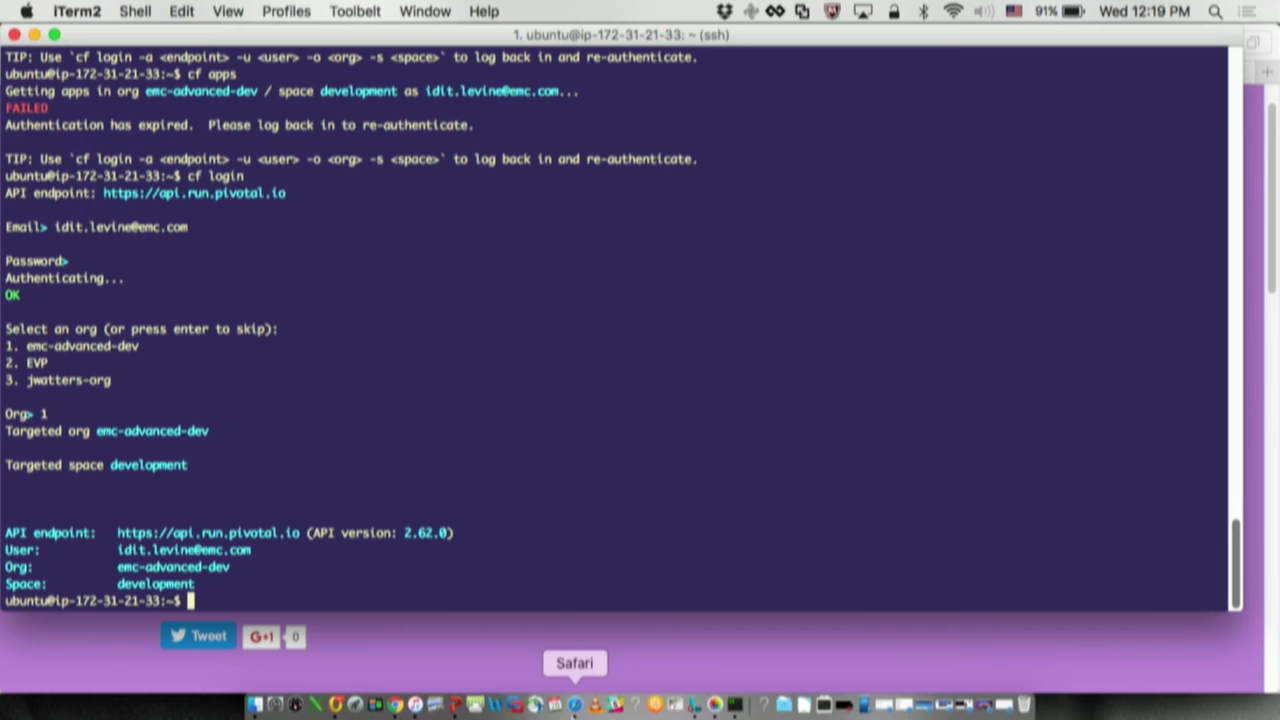 iTerm2 Shell Edit View Profiles Toolbelt Window Help 91% Wed 12:19 PM
1. ubuntu@ip-172-31-21-33: ~ (ssh)
TIP: Use `cf login -a <endpoint> -u <user> -o <org> -s <space>` to log back in and re-authenticate.
ubuntu@ip-172-31-21-33:~$ cf apps
Getting apps in org emc-advanced-dev / space development as idit.levine@emc.com...
FAILED
Authentication has expired.  Please log back in to re-authenticate.
TIP: Use `cf login -a <endpoint> -u <user> -o <org> -s <space>` to log back in and re-authenticate.
ubuntu@ip-172-31-21-33:~$ cf login
API endpoint: https://api.run.pivotal.io
Email> idit.levine@emc.com
Password>
Authenticating...
OK
Select an org (or press enter to skip):
1. emc-advanced-dev
2. EVP
3. jwatters-org
Org> 1
Targeted org emc-advanced-dev
Targeted space development
API endpoint:   https://api.run.pivotal.io (API version: 2.62.0)
User:           idit.levine@emc.com
Org:            emc-advanced-dev
Space:          development
ubuntu@ip-172-31-21-33:~$
Tweet G+1 0
Safari